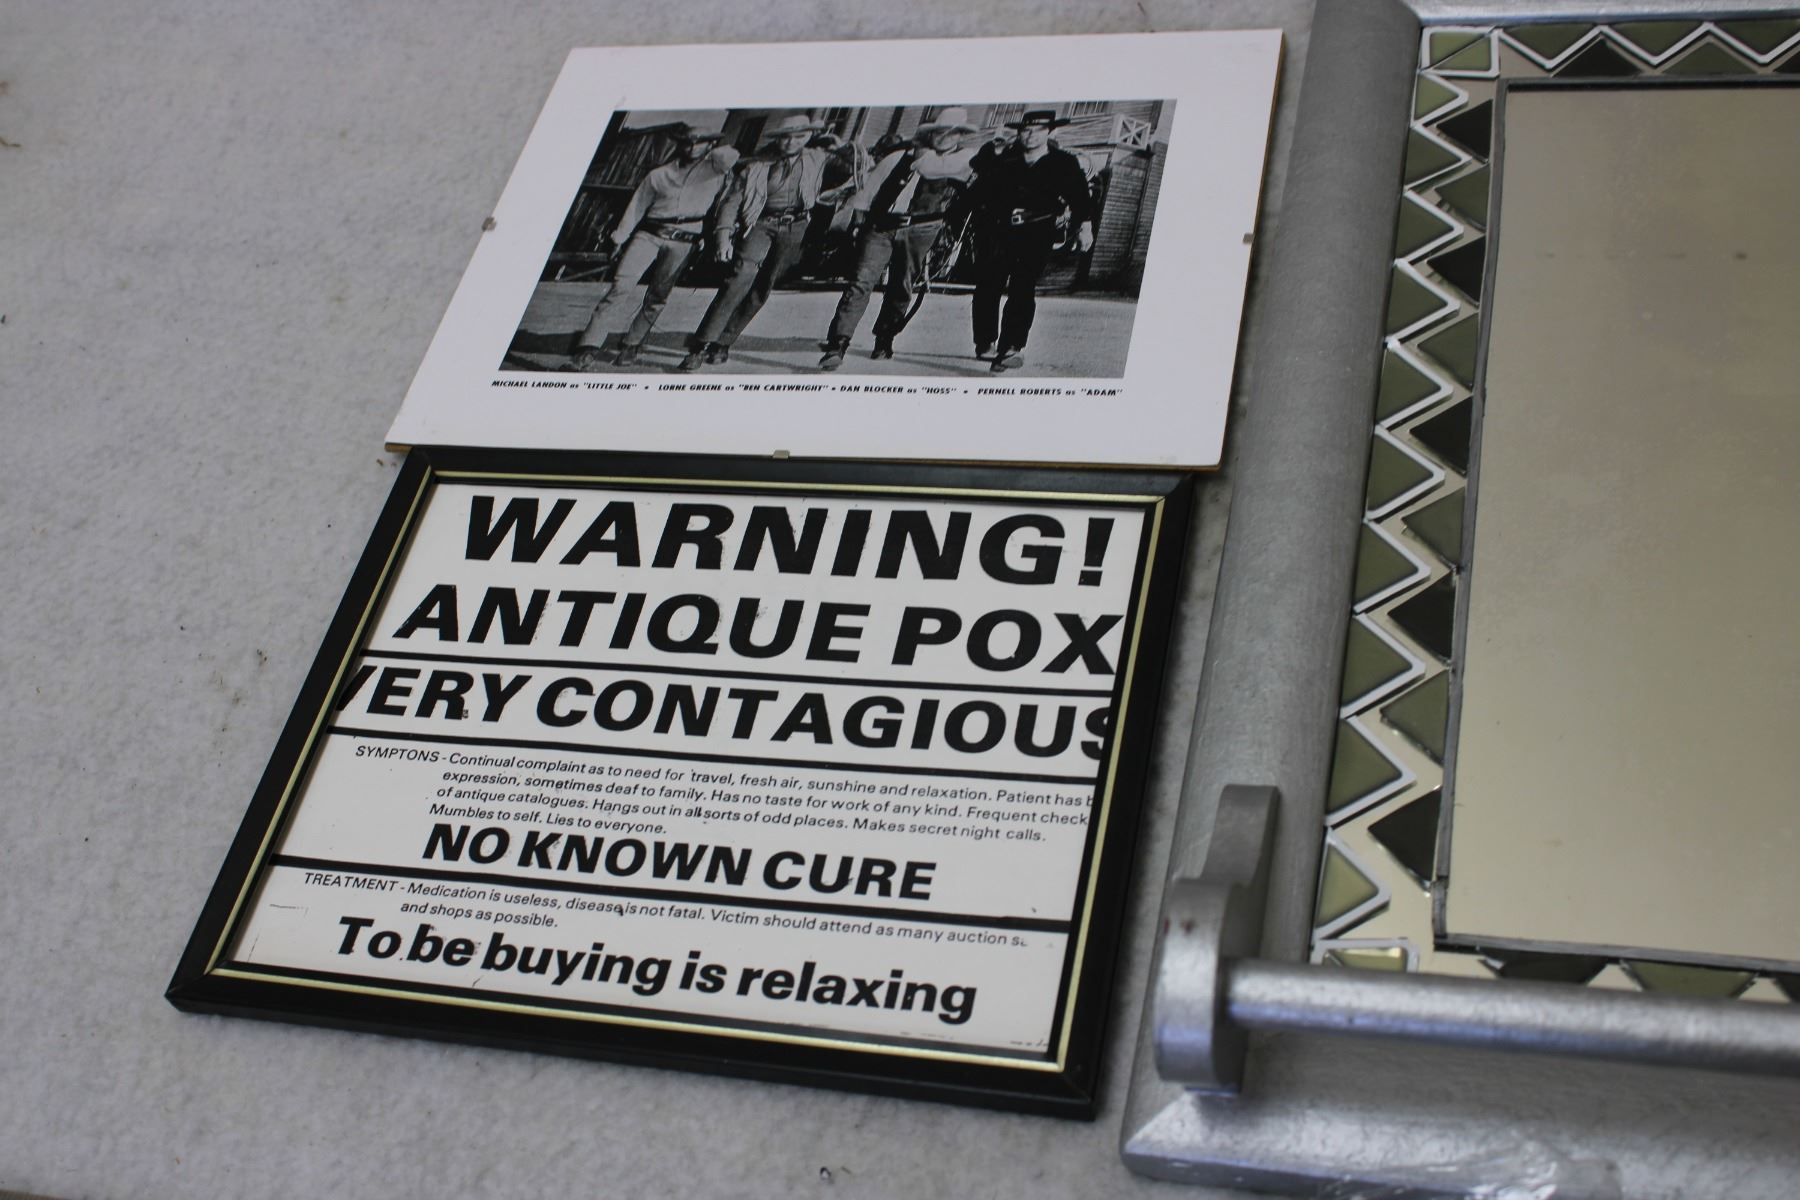 MICHAEL LANDON as "LITTLE JOE" • LORNE GREENE as "BEN CARTWRIGHT" • DAN BLOCKER as "HOSS" • PERNELL ROBERTS as "ADAM"
WARNING!
ANTIQUE POX
VERY CONTAGIOUS
SYMPTONS - Continual complaint as to need for travel, fresh air, sunshine and relaxation. Patient has
expression, sometimes deaf to family. Has no taste for work of any kind. Frequent check
of antique catalogues. Hangs out in all sorts of odd places. Makes secret night calls.
Mumbles to self. Lies to everyone.
NO KNOWN CURE
TREATMENT - Medication is useless, disease is not fatal. Victim should attend as many auction
and shops as possible.
To be buying is relaxing